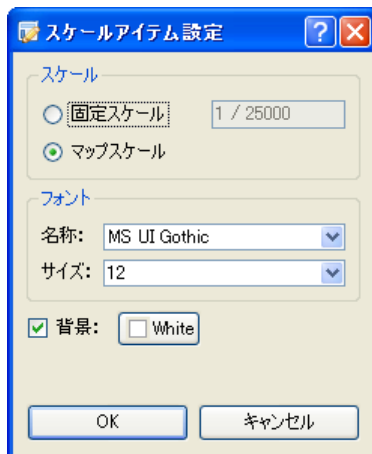 スケールアイテム設定
スケール
固定スケール 1 / 25000
マップスケール
フォント
名称: MS UI Gothic
サイズ: 12
背景: White
OK キャンセル